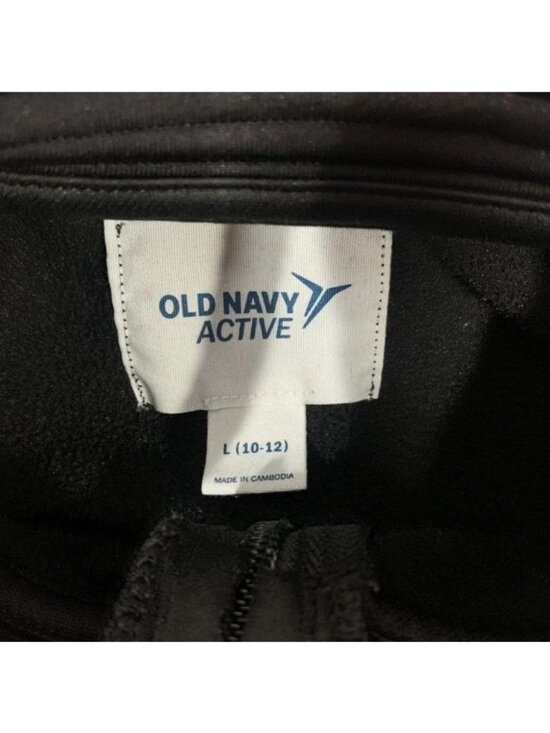 OLD NAVY
ACTIVE
L (10-12)
MADE IN CAMBODIA